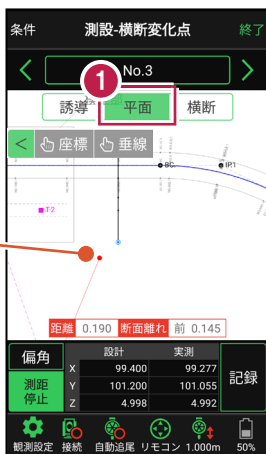 条件 測設-横断変化点 終了
< No.3 >
1
誘導 平面 横断
< 座標 垂線
BC. IP.1
T-2
距離 0.190 断面離れ 前 0.145
偏角 設計 実測
X 99.400 99.277
測距停止 Y 101.200 101.055 記録
Z 4.998 4.992
観測設定 接続 自動追尾 リモコン 1.000m 50%